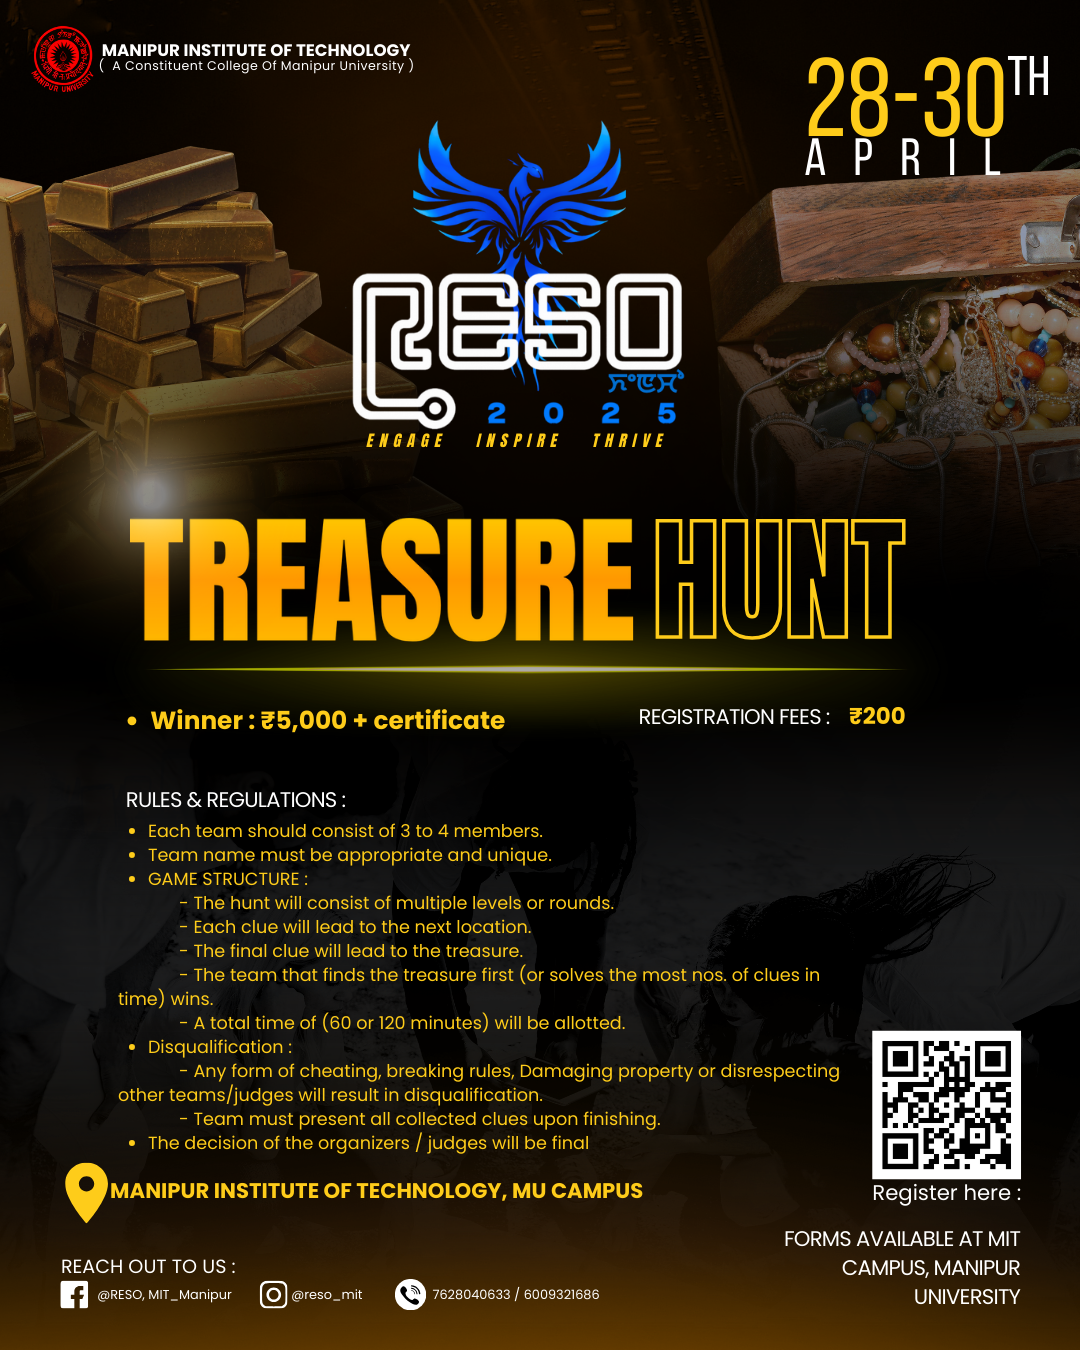 MANIPUR INSTITUTE OF TECHNOLOGY
( A Constituent College Of Manipur University )
28-30TH
APRIL
RESO
2025
ENGAGE INSPIRE THRIVE
TREASURE HUNT
• Winner : ₹5,000 + certificate
REGISTRATION FEES : ₹200
RULES & REGULATIONS :
• Each team should consist of 3 to 4 members.
• Team name must be appropriate and unique.
• GAME STRUCTURE :
- The hunt will consist of multiple levels or rounds.
- Each clue will lead to the next location.
- The final clue will lead to the treasure.
- The team that finds the treasure first (or solves the most nos. of clues in
time) wins.
- A total time of (60 or 120 minutes) will be allotted.
• Disqualification :
- Any form of cheating, breaking rules, Damaging property or disrespecting
other teams/judges will result in disqualification.
- Team must present all collected clues upon finishing.
• The decision of the organizers / judges will be final
MANIPUR INSTITUTE OF TECHNOLOGY, MU CAMPUS
Register here :
FORMS AVAILABLE AT MIT
CAMPUS, MANIPUR
UNIVERSITY
REACH OUT TO US :
@RESO, MIT_Manipur
@reso_mit
7628040633 / 6009321686